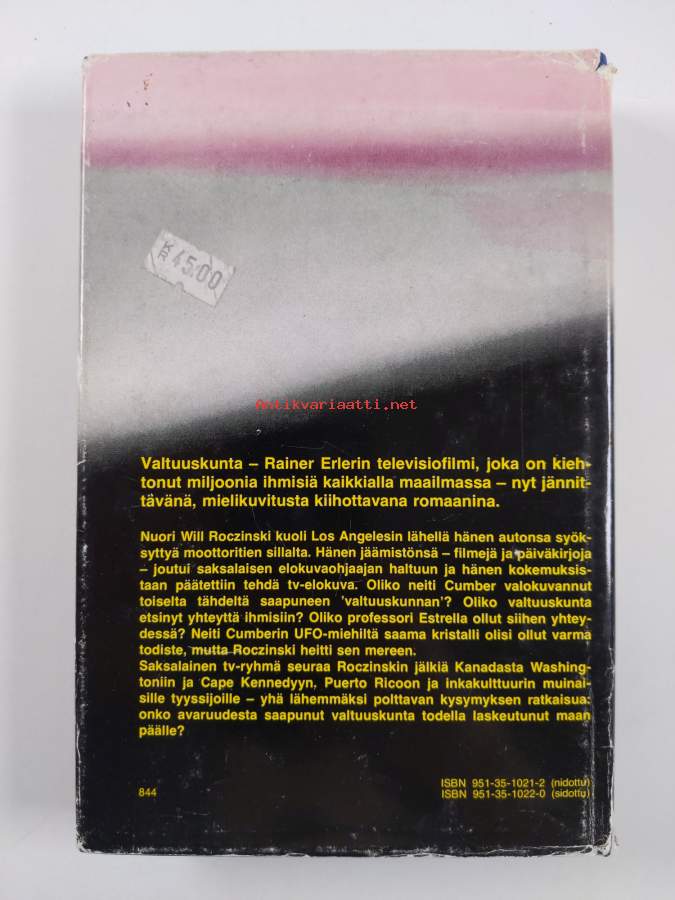 KR
45:00
Antikvariaatti.net
Valtuuskunta – Rainer Erlerin televisiofilmi, joka on kieh-
tonut miljoonia ihmisiä kaikkialla maailmassa – nyt jännit-
tävänä, mielikuvitusta kiihottavana romaanina.
Nuori Will Roczinski kuoli Los Angelesin lähellä hänen autonsa syök-
syttyä moottoritien sillalta. Hänen jäämistönsä – filmejä ja päiväkirjoja
– joutui saksalaisen elokuvaohjaajan haltuun ja hänen kokemuksis-
taan päätettiin tehdä tv-elokuva. Oliko neiti Cumber valokuvannut
toiselta tähdeltä saapuneen 'valtuuskunnan'? Oliko valtuuskunta
etsinyt yhteyttä ihmisiin? Oliko professori Estrella ollut siihen yhtey-
dessä? Neiti Cumberin UFO-miehiltä saama kristalli olisi ollut varma
todiste, mutta Roczinski heitti sen mereen.
Saksalainen tv-ryhmä seuraa Roczinskin jälkiä Kanadasta Washing-
toniin ja Cape Kennedyyn, Puerto Ricoon ja inkakulttuurin muinai-
sille tyyssijoille – yhä lähemmäksi polttavan kysymyksen ratkaisua:
onko avaruudesta saapunut valtuuskunta todella laskeutunut maan
päälle?
ISBN 951-35-1021-2 (nidottu)
844 ISBN 951-35-1022-0 (sidottu)